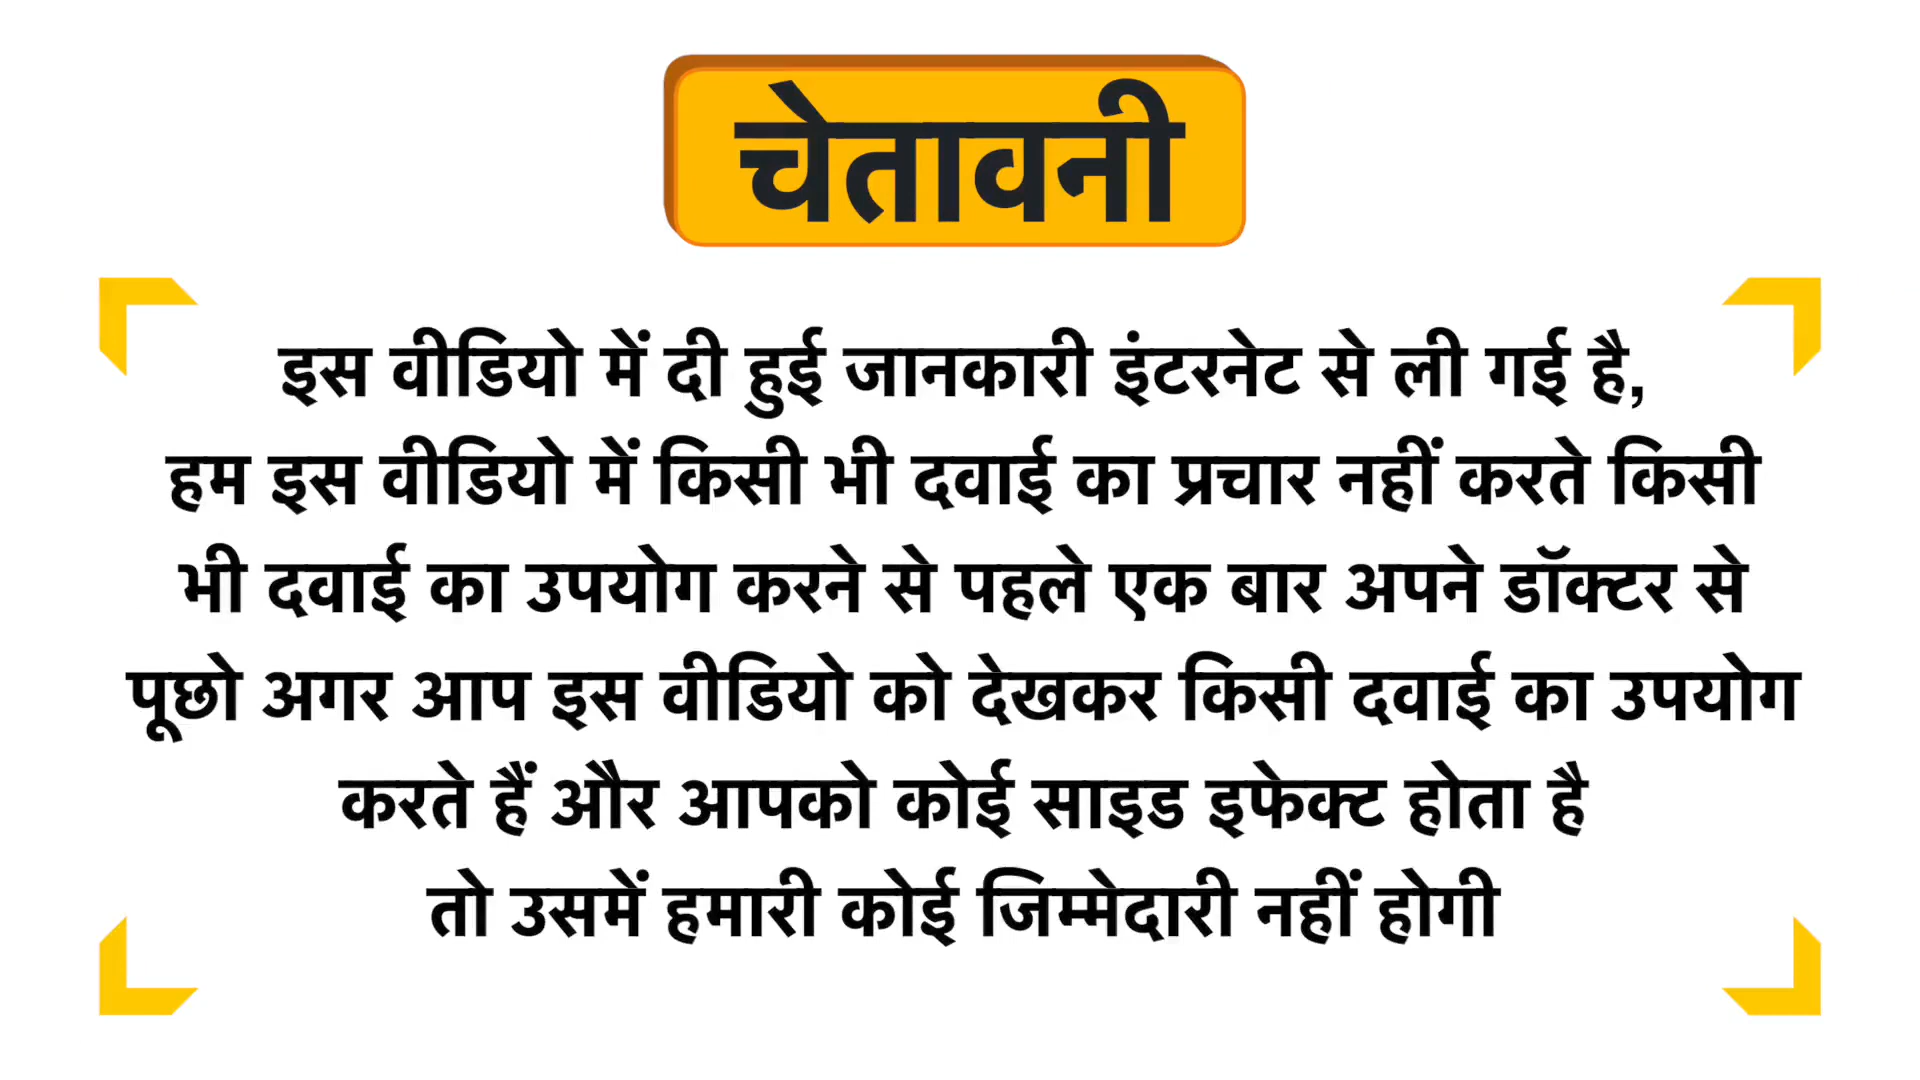 चेतावनी
इस वीडियो में दी हुई जानकारी इंटरनेट से ली गई है,
हम इस वीडियो में किसी भी दवाई का प्रचार नहीं करते किसी
भी दवाई का उपयोग करने से पहले एक बार अपने डॉक्टर से
पूछो अगर आप इस वीडियो को देखकर किसी दवाई का उपयोग
करते हैं और आपको कोई साइड इफेक्ट होता है
तो उसमें हमारी कोई जिम्मेदारी नहीं होगी